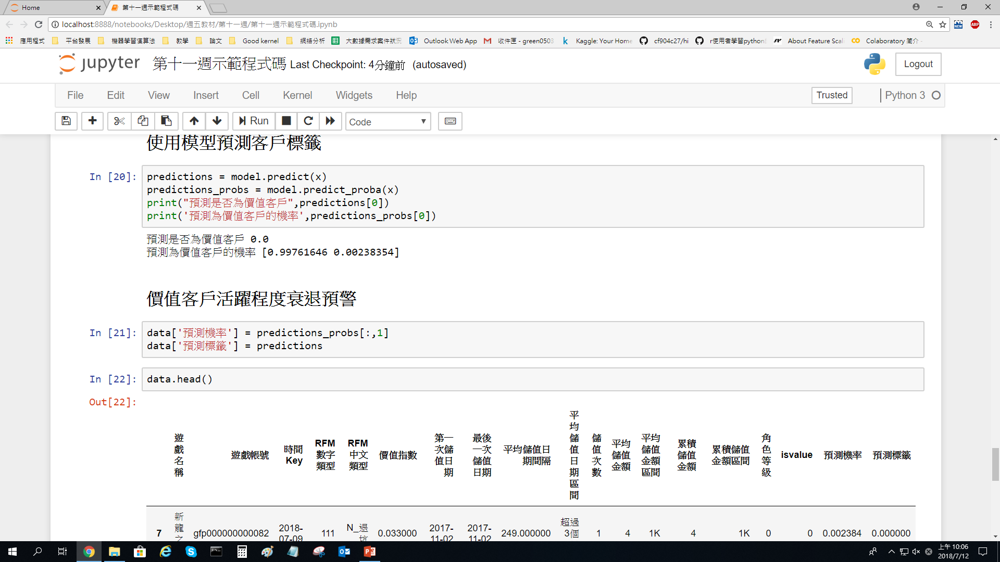 Home
第十一週示範程式碼
localhost:8888/notebooks/Desktop/週五教材/第十一週/第十一週示範程式碼.ipynb
應用程式 平台發展 機器學習演算法 教學 論文 Good kernel 網絡分析 大數據需求案件狀況 Outlook Web App 收件匣 - green0503 Kaggle: Your Home cf904c27/hi r使用者學習python About Feature Scal Colaboratory 简介 -
jupyter 第十一週示範程式碼 Last Checkpoint: 4分鐘前 (autosaved)
Logout
File Edit View Insert Cell Kernel Widgets Help
Trusted
Python 3
Run
Code
使用模型預測客戶標籤
In [20]:
predictions = model.predict(x)
predictions_probs = model.predict_proba(x)
print("預測是否為價值客戶",predictions[0])
print('預測為價值客戶的機率',predictions_probs[0])
預測是否為價值客戶 0.0
預測為價值客戶的機率 [0.99761646 0.00238354]
價值客戶活躍程度衰退預警
In [21]:
data['預測機率'] = predictions_probs[:,1]
data['預測標籤'] = predictions
In [22]:
data.head()
Out[22]:
遊戲名稱 遊戲帳號 時間Key RFM數字類型 RFM中文類型 價值指數 第一次儲值日期 最後一次儲值日期 平均儲值日期間隔 平均儲值日期區間 儲值次數 平均儲值金額 平均儲值金額區間 累積儲值金額 累積儲值金額區間 角色等級 isvalue 預測機率 預測標籤
7 新龍之 gfp000000000082 2018-07-09 111 N_退坑 0.033000 2017-11-02 2017-11-02 249.000000 超過3個 1 4 1K 4 1K 0 0 0.002384 0.000000
上午 10:06
2018/7/12